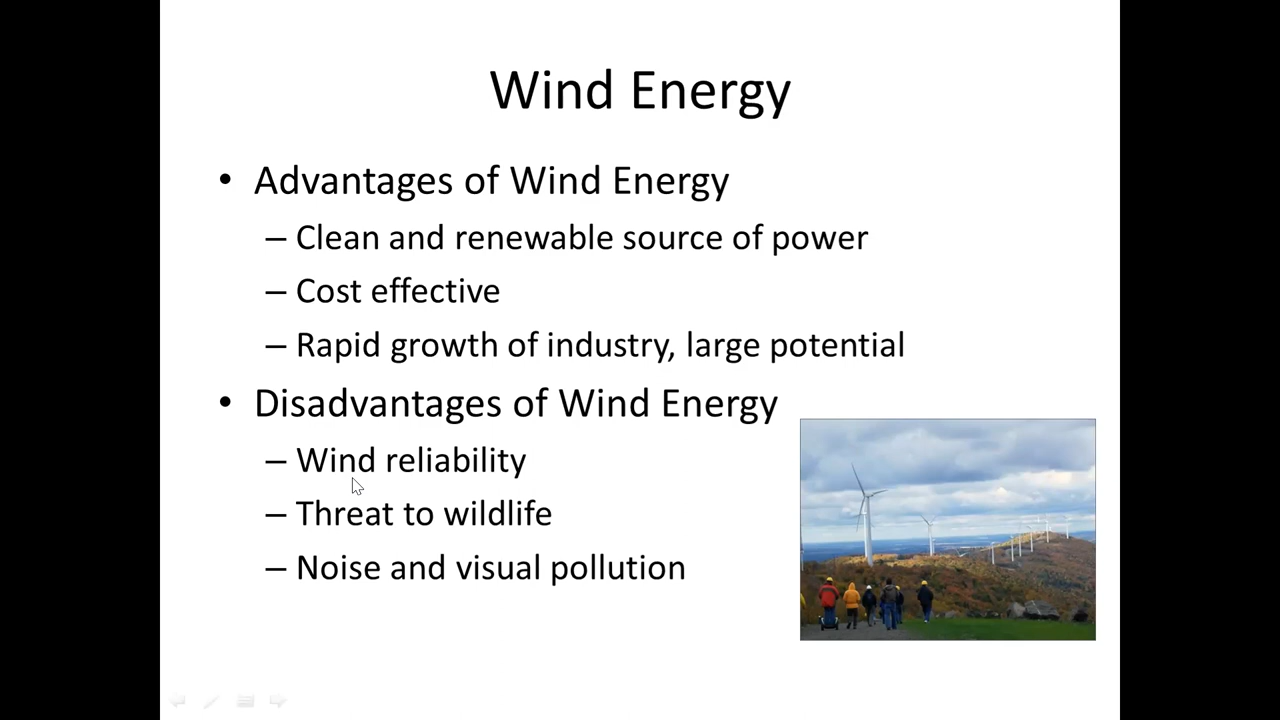 Wind Energy
• Advantages of Wind Energy
– Clean and renewable source of power
– Cost effective
– Rapid growth of industry, large potential
• Disadvantages of Wind Energy
– Wind reliability
– Threat to wildlife
– Noise and visual pollution